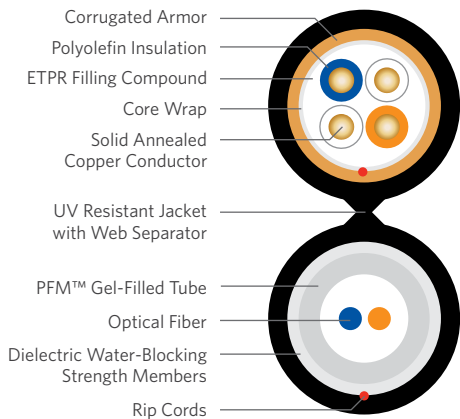 Corrugated Armor
Polyolefin Insulation
ETPR Filling Compound
Core Wrap
Solid Annealed
Copper Conductor
UV Resistant Jacket
with Web Separator
PFM™ Gel-Filled Tube
Optical Fiber
Dielectric Water-Blocking
Strength Members
Rip Cords